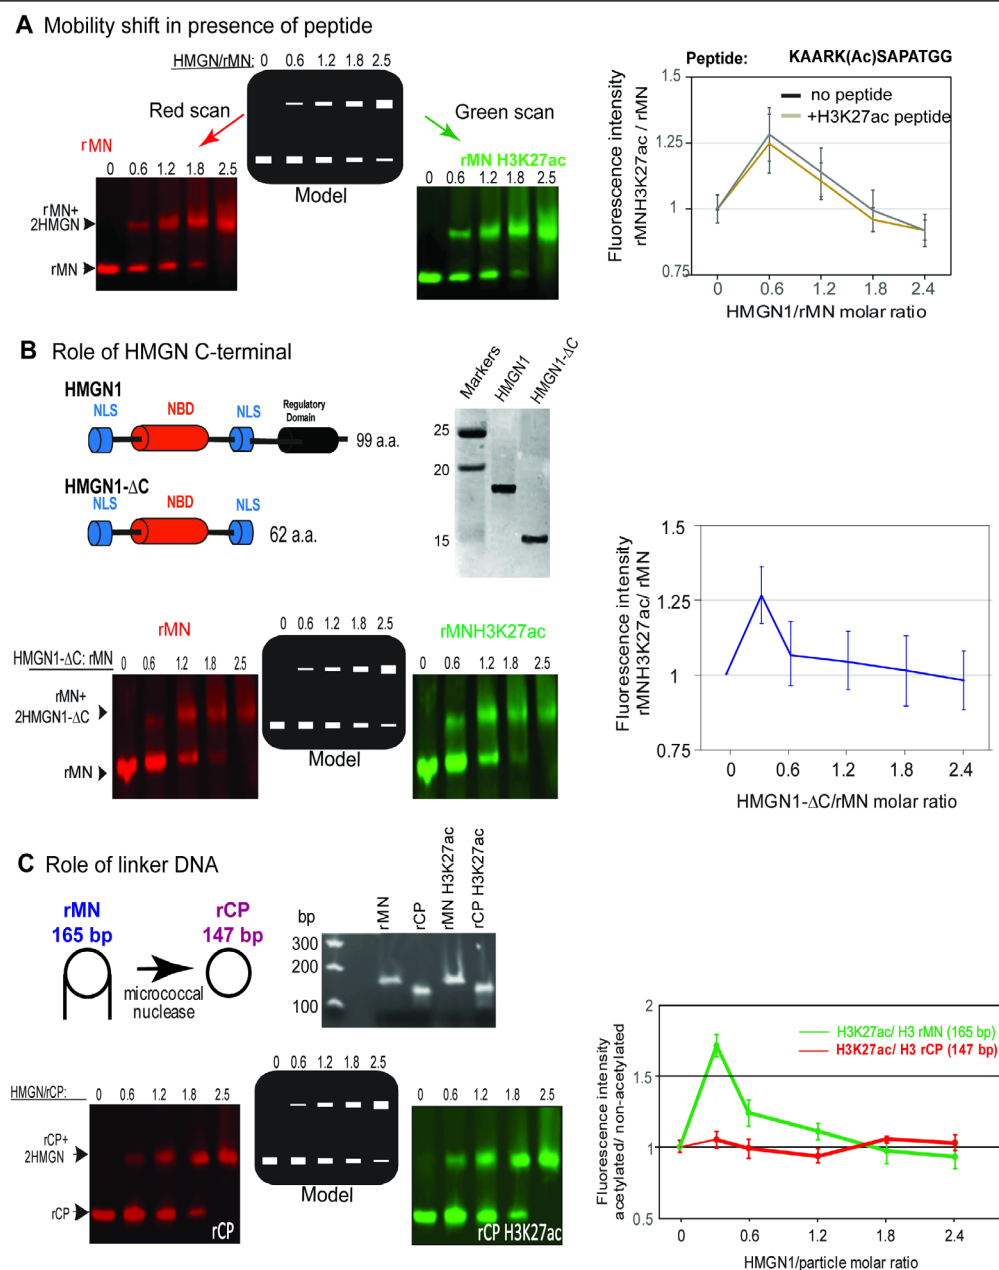 A Mobility shift in presence of peptide
HMGN/rMN: 0 0.6 1.2 1.8 2.5
Red scan
Green scan
rMN
0 0.6 1.2 1.8 2.5
rMN+
2HMGN
rMN
Model
rMN H3K27ac
0 0.6 1.2 1.8 2.5
Peptide: KAARK(Ac)SAPATGG
Fluorescence intensity
rMNH3K27ac / rMN
1.5
1.25
1
0.75
no peptide
+H3K27ac peptide
0 0.6 1.2 1.8 2.4
HMGN1/rMN molar ratio
B Role of HMGN C-terminal
HMGN1
NLS NBD NLS
Regulatory
Domain
99 a.a.
HMGN1-ΔC
NLS NBD NLS
62 a.a.
Markers
HMGN1
HMGN1-ΔC
25
20
15
rMN
HMGN1-ΔC: rMN
0 0.6 1.2 1.8 2.5
rMN+
2HMGN1-ΔC
rMN
0 0.6 1.2 1.8 2.5
Model
rMNH3K27ac
0 0.6 1.2 1.8 2.5
Fluorescence intensity
rMNH3K27ac/ rMN
1.5
1.25
1
0.75
0 0.6 1.2 1.8 2.4
HMGN1-ΔC/rMN molar ratio
C Role of linker DNA
rMN
165 bp
rCP
147 bp
micrococcal
nuclease
bp
300
200
100
rMN
rCP
rMN H3K27ac
rCP H3K27ac
HMGN/rCP:
0 0.6 1.2 1.8 2.5
rCP+
2HMGN
rCP
rCP
0 0.6 1.2 1.8 2.5
Model
0 0.6 1.2 1.8 2.5
rCP H3K27ac
Fluorescence intensity
acetylated/ non-acetylated
2
1.5
1
0.5
H3K27ac/ H3 rMN (165 bp)
H3K27ac/ H3 rCP (147 bp)
0 0.6 1.2 1.8 2.4
HMGN1/particle molar ratio